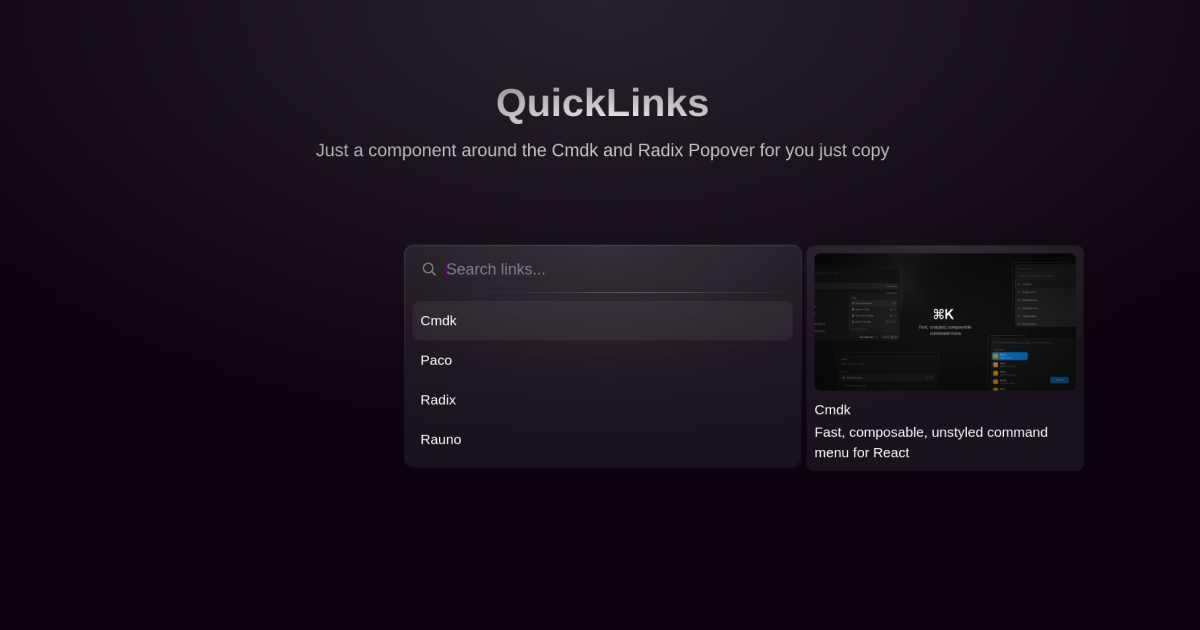 QuickLinks
Just a component around the Cmdk and Radix Popover for you just copy
Search links...
Cmdk
Paco
Radix
Rauno
⌘K
Fast, unstyled, composable
command menu
Cmdk
Fast, composable, unstyled command
menu for React